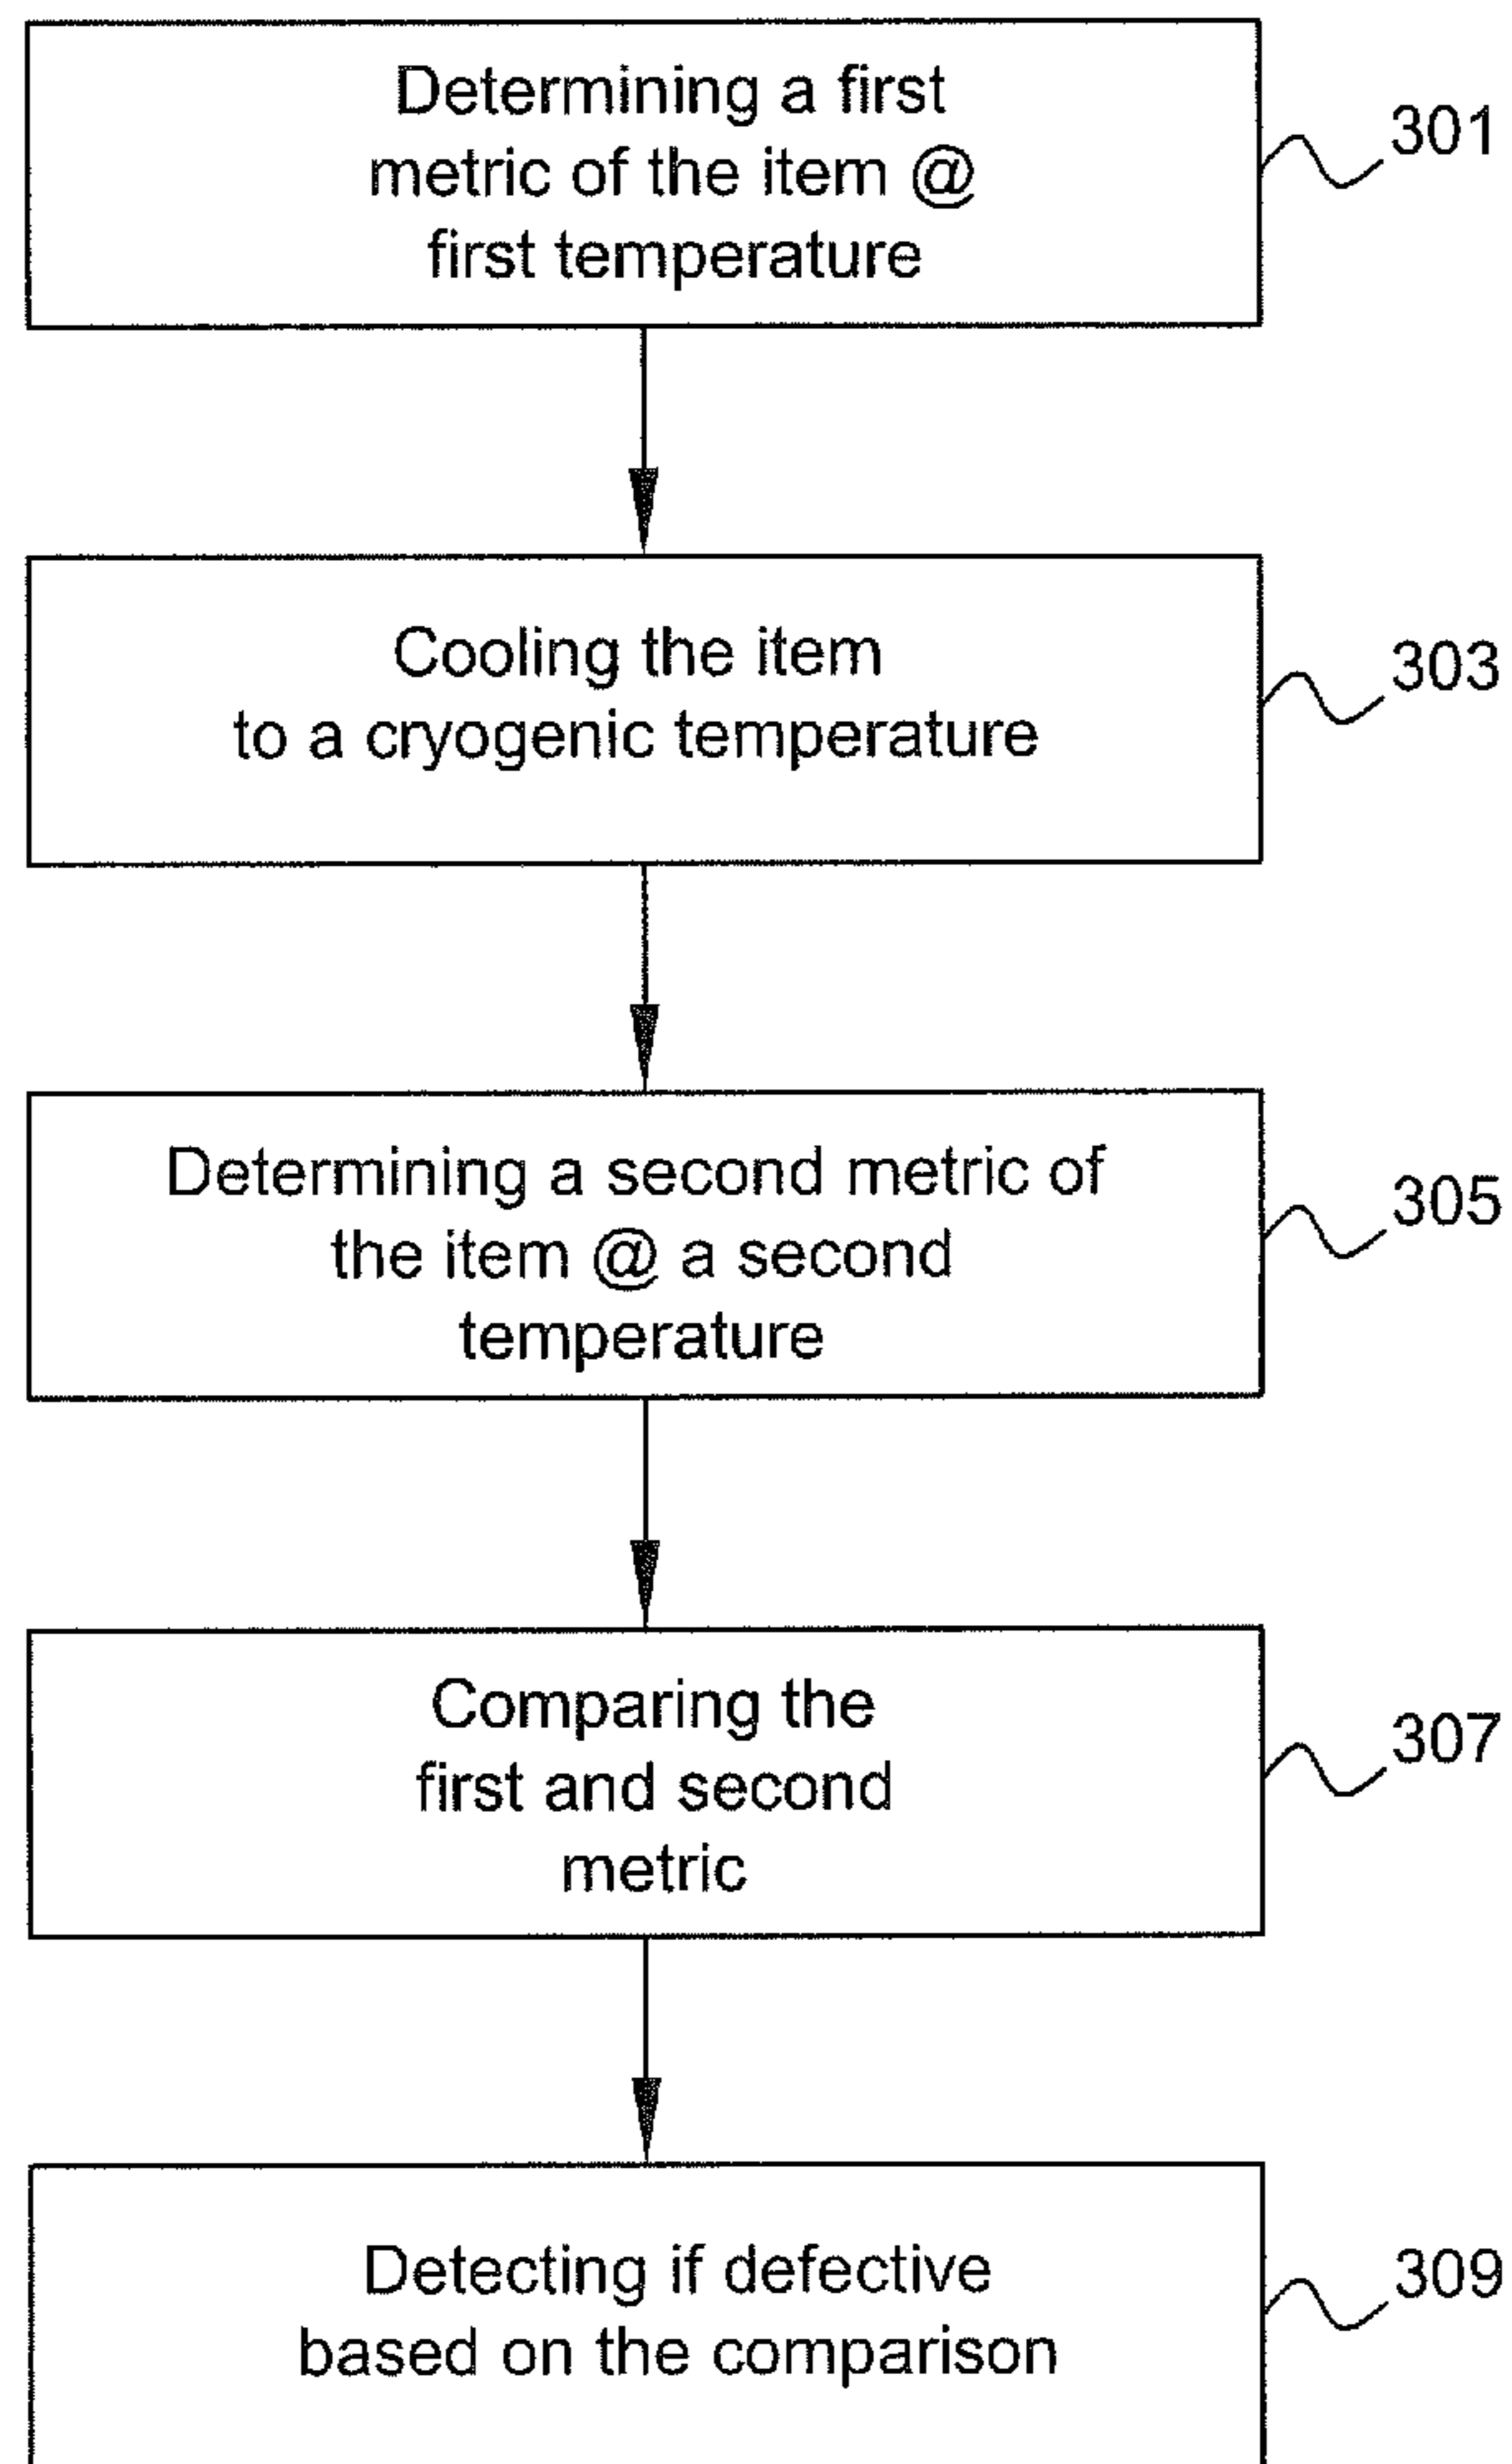 Determining a first
metric of the item @
first temperature
301
Cooling the item
to a cryogenic temperature
303
Determining a second metric of
the item @ a second
temperature
305
Comparing the
first and second
metric
307
Detecting if defective
based on the comparison
309